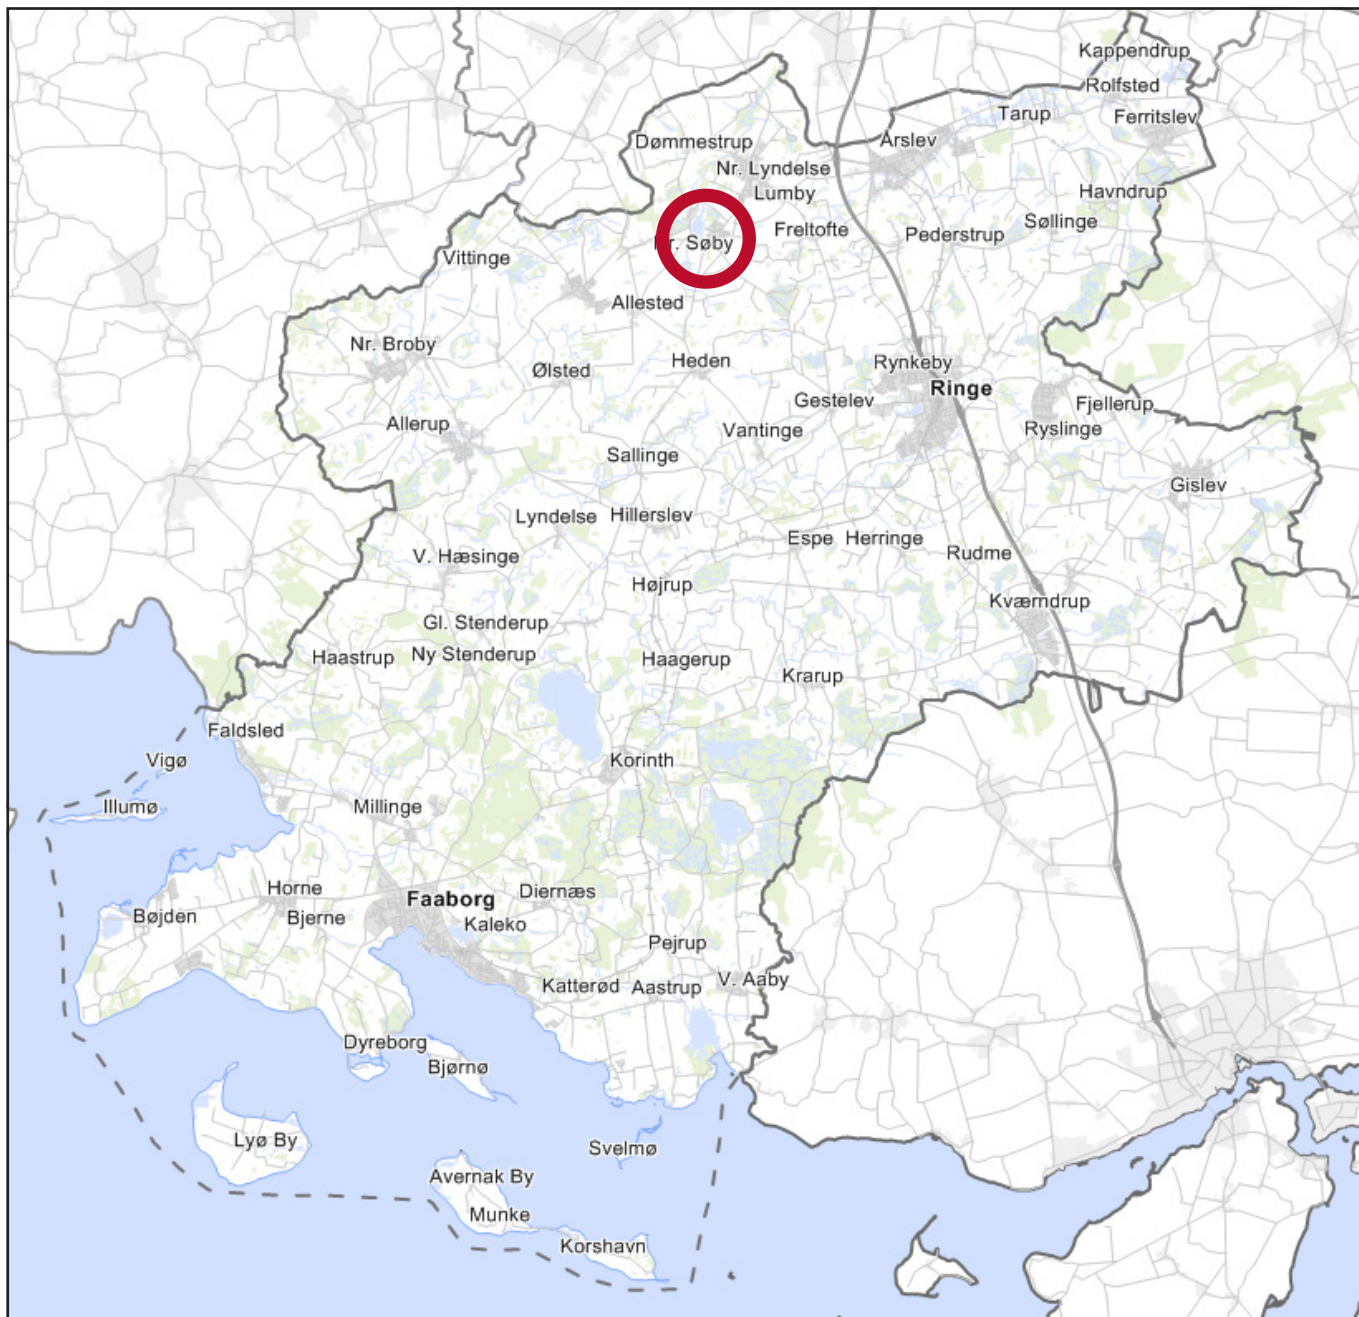 Kappendrup
Rolfsted
Tarup
Ferritslev
Dømmestrup
Årslev
Nr. Lyndelse
Lumby
Havndrup
Søllinge
Freltofte
Pederstrup
Nr. Søby
Vittinge
Allested
Nr. Broby
Ølsted
Heden
Rynkeby
Ringe
Gestelev
Fjellerup
Allerup
Vantinge
Ryslinge
Sallinge
Gislev
Lyndelse
Hillerslev
Espe
Herringe
Rudme
V. Hæsinge
Højrup
Kværndrup
Gl. Stenderup
Haastrup
Ny Stenderup
Haagerup
Krarup
Faldsled
Vigø
Korinth
Illumø
Millinge
Horne
Diernæs
Faaborg
Bøjden
Bjerne
Kaleko
Pejrup
Katterød
Aastrup
V. Aaby
Dyreborg
Bjørnø
Lyø By
Svelmø
Avernak By
Munke
Korshavn